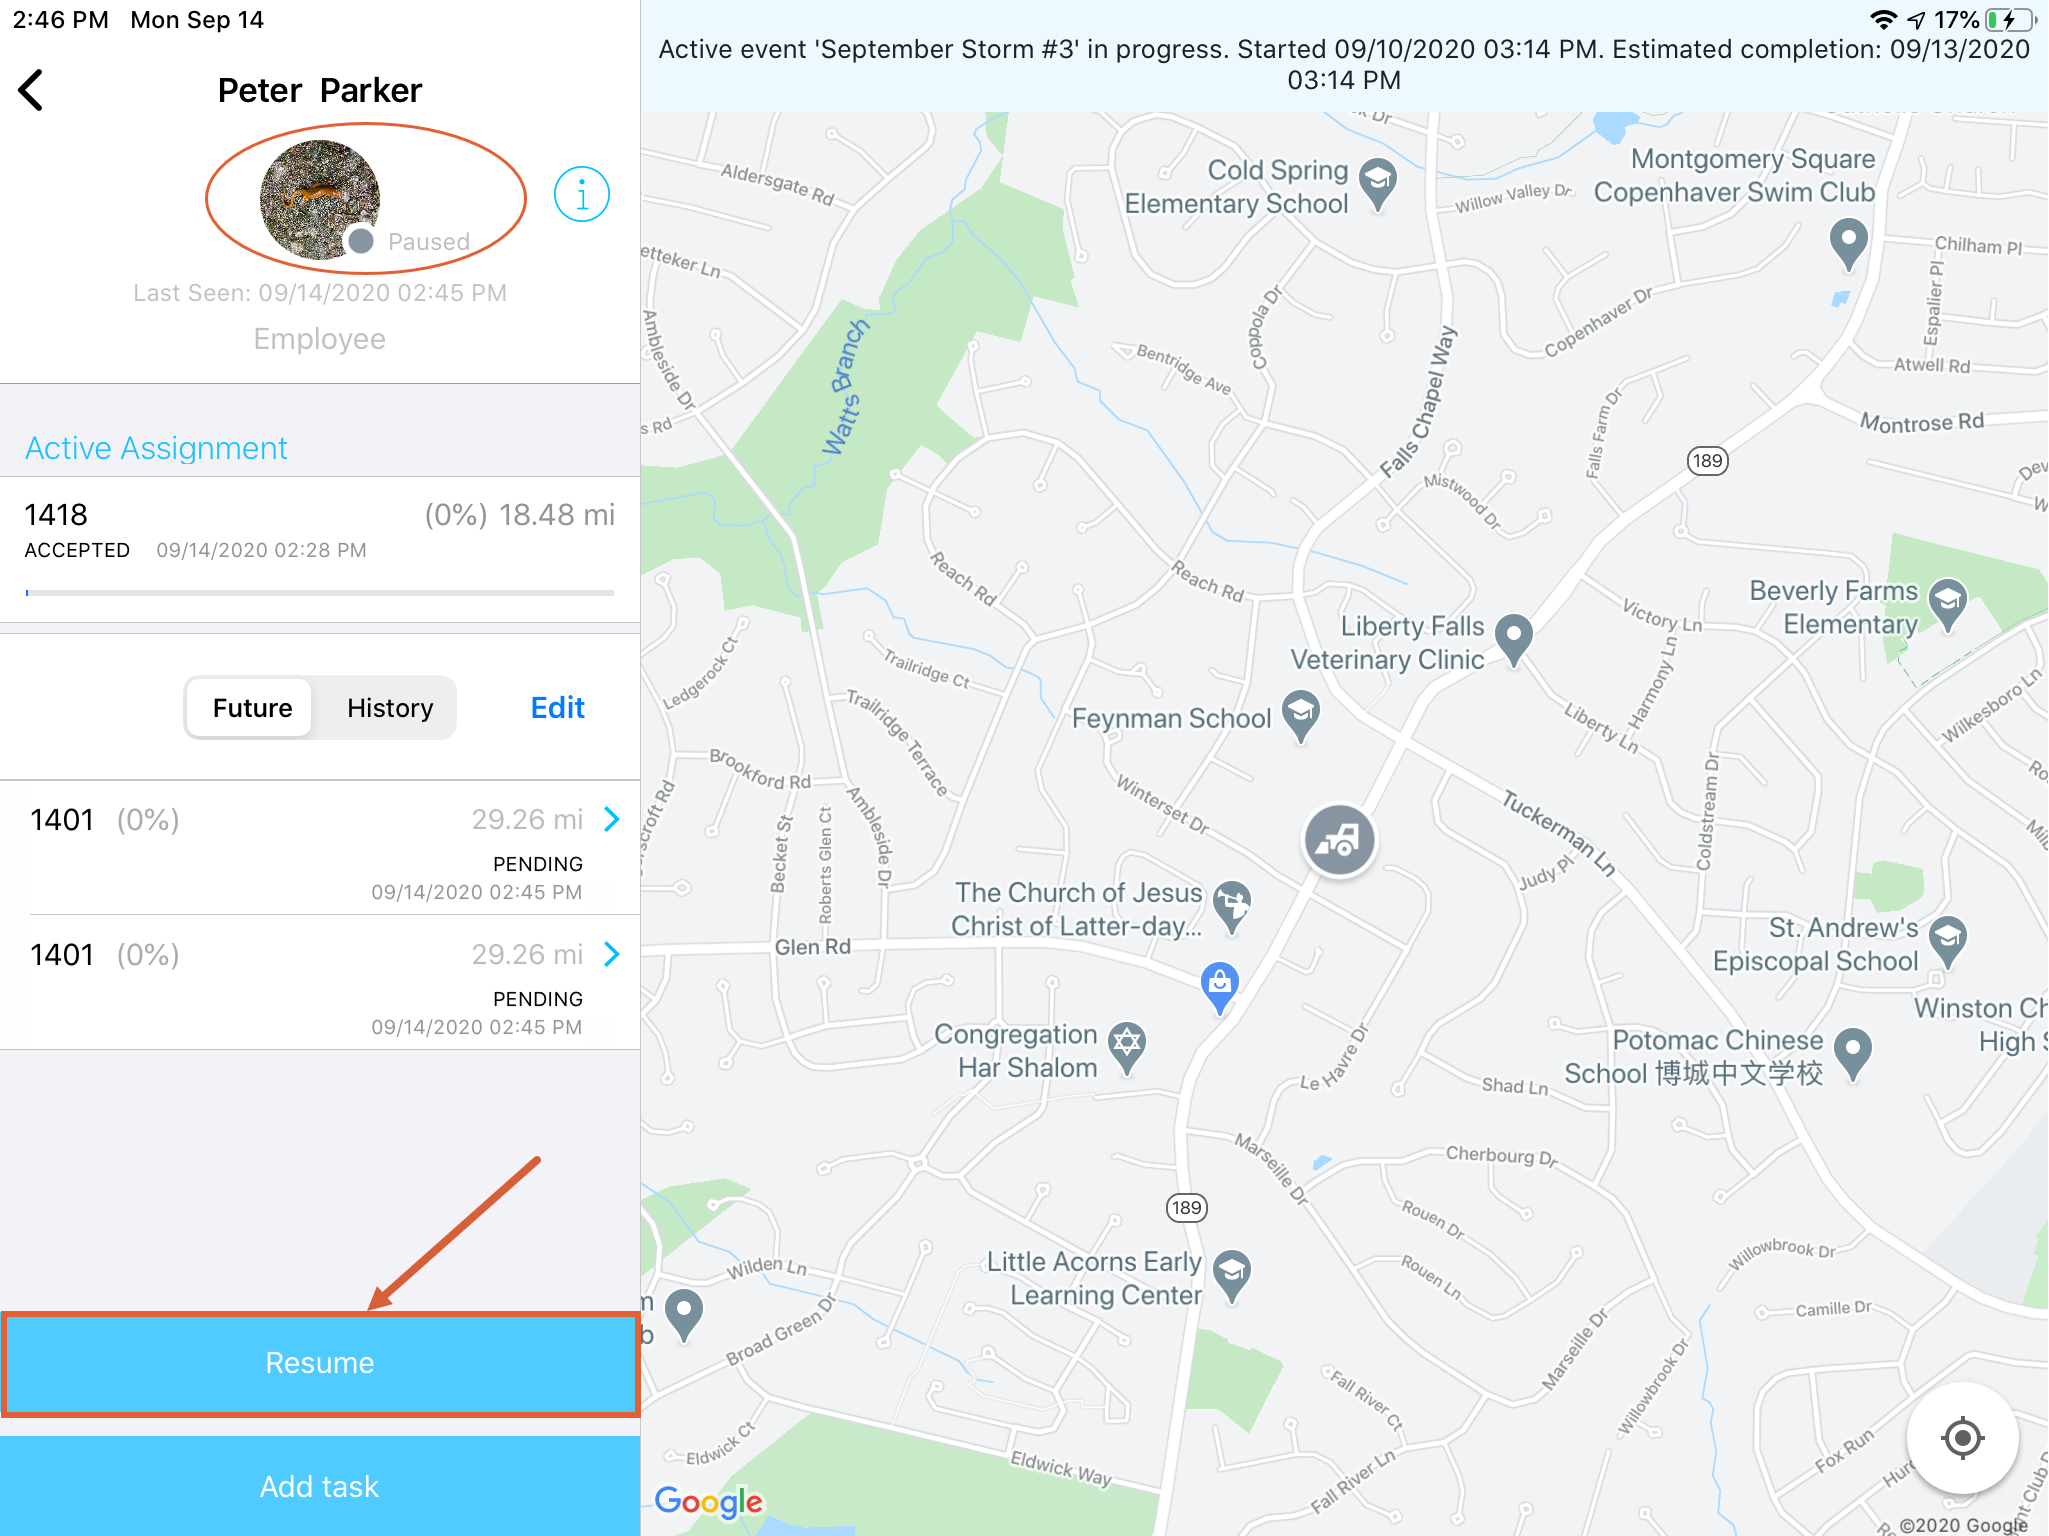 2:46 PM Mon Sep 14
17%
Peter Parker
Paused
Last Seen: 09/14/2020 02:45 PM
Employee
Active Assignment
1418 (0%) 18.48 mi
ACCEPTED 09/14/2020 02:28 PM
Future History Edit
1401 (0%) 29.26 mi
PENDING
09/14/2020 02:45 PM
1401 (0%) 29.26 mi
PENDING
09/14/2020 02:45 PM
Resume
Add task
Active event 'September Storm #3' in progress. Started 09/10/2020 03:14 PM. Estimated completion: 09/13/2020
03:14 PM
Aldersgate Rd
Cold Spring
Elementary School
Willow Valley Dr
Montgomery Square
Copenhaver Swim Club
Chilham Pl
Espalier Pl
Atwell Rd
Montrose Rd
etteker Ln
Ambleside Dr
s Rd
Watts Branch
Coppola Dr
Bentridge Ave
Falls Chapel Way
Copenhaver Dr
Falls Farm Dr
189
Mistwood Dr
Reach Rd
Reach Rd
Beverly Farms
Elementary
Victory Ln
Harmony Ln
Liberty Ln
Liberty Falls
Veterinary Clinic
Feynman School
Ledgerock Ct
Trailridge Ct
Trailridge Terrace
Brookford Rd
Becket St
Roberts Glen Ct
Ambleside Dr
Winterset Dr
Tuckerman Ln
Coldstream Dr
Judy Pl
Wilkesboro Ln
The Church of Jesus
Christ of Latter-day...
Glen Rd
St. Andrew's
Episcopal School
Winston Ch
High S
Congregation
Har Shalom
Le Havre Dr
Potomac Chinese
School 博城中文学校
Shad Ln
Marseille Dr
Cherbourg Dr
189
Rouen Dr
Rouen Ln
Willowbrook Dr
Camille Dr
Little Acorns Early
Learning Center
Wilden Ln
Broad Green Dr
Marseille Dr
Willowbrook Dr
Fall River Ct
Fall River Ln
Eldwick Ct
Eldwick Way
Fox Run
Google
©2020 Google